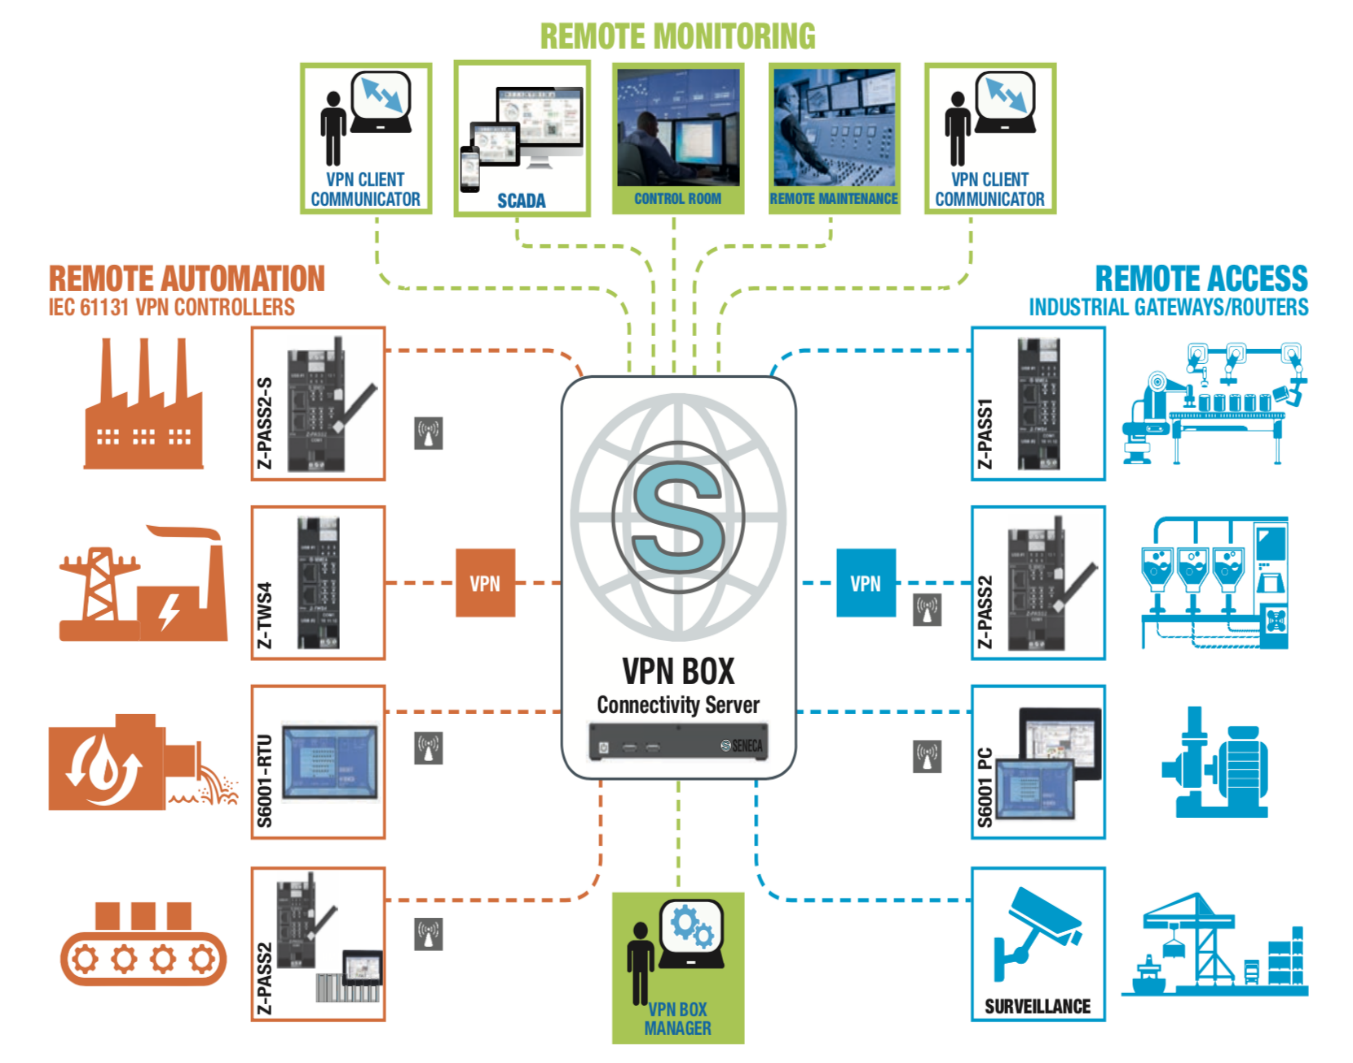 REMOTE MONITORING
VPN CLIENT
COMMUNICATOR
SCADA
CONTROL ROOM
REMOTE MAINTENANCE
VPN CLIENT
COMMUNICATOR
REMOTE AUTOMATION
IEC 61131 VPN CONTROLLERS
REMOTE ACCESS
INDUSTRIAL GATEWAYS/ROUTERS
Z-PASS2-S
Z-TWS4
S6001-RTU
Z-PASS2
VPN
S
VPN BOX
Connectivity Server
S SENECA
VPN
Z-PASS1
Z-PASS2
S6001 PC
SURVEILLANCE
VPN BOX
MANAGER